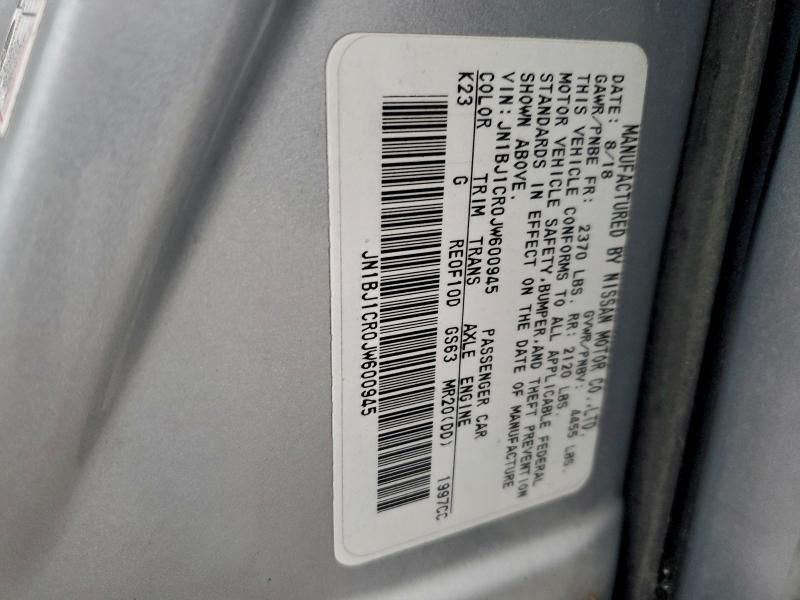 MANUFACTURED BY NISSAN MOTOR CO.,LTD.
DATE: 8/18 GVWR/PNBV: 4455 LBS.
GAWR/PNBE FR: 2370 LBS. RR: 2120 LBS.
THIS VEHICLE CONFORMS TO ALL APPLICABLE FEDERAL
MOTOR VEHICLE SAFETY,BUMPER,AND THEFT PREVENTION
STANDARDS IN EFFECT ON THE DATE OF MANUFACTURE
SHOWN ABOVE.
VIN:JN1BJ1CR0JW600945 PASSENGER CAR
COLOR TRIM TRANS AXLE ENGINE
K23 G RE0F10D GS63 MR20(DD) 1997CC
JN1BJ1CR0JW600945